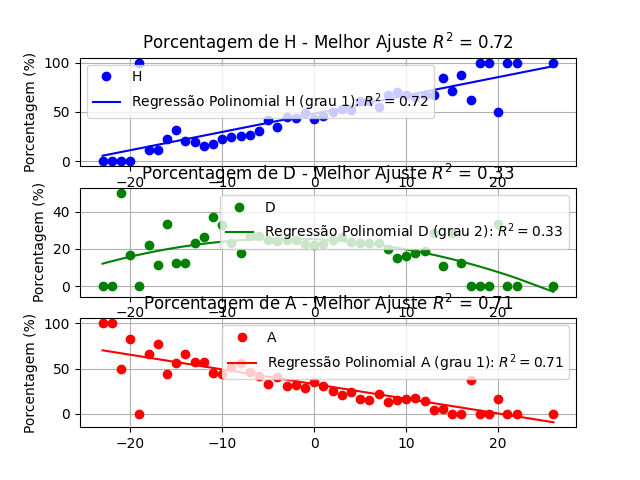 Porcentagem de H - Melhor Ajuste R² = 0.72
Porcentagem (%)
100
50
0
H
Regressão Polinomial H (grau 1): R² = 0.72
−20
−10
0
10
20
Porcentagem de D - Melhor Ajuste R² = 0.33
Porcentagem (%)
40
20
0
D
Regressão Polinomial D (grau 2): R² = 0.33
−20
−10
0
10
20
Porcentagem de A - Melhor Ajuste R² = 0.71
Porcentagem (%)
100
50
0
A
Regressão Polinomial A (grau 1): R² = 0.71
−20
−10
0
10
20